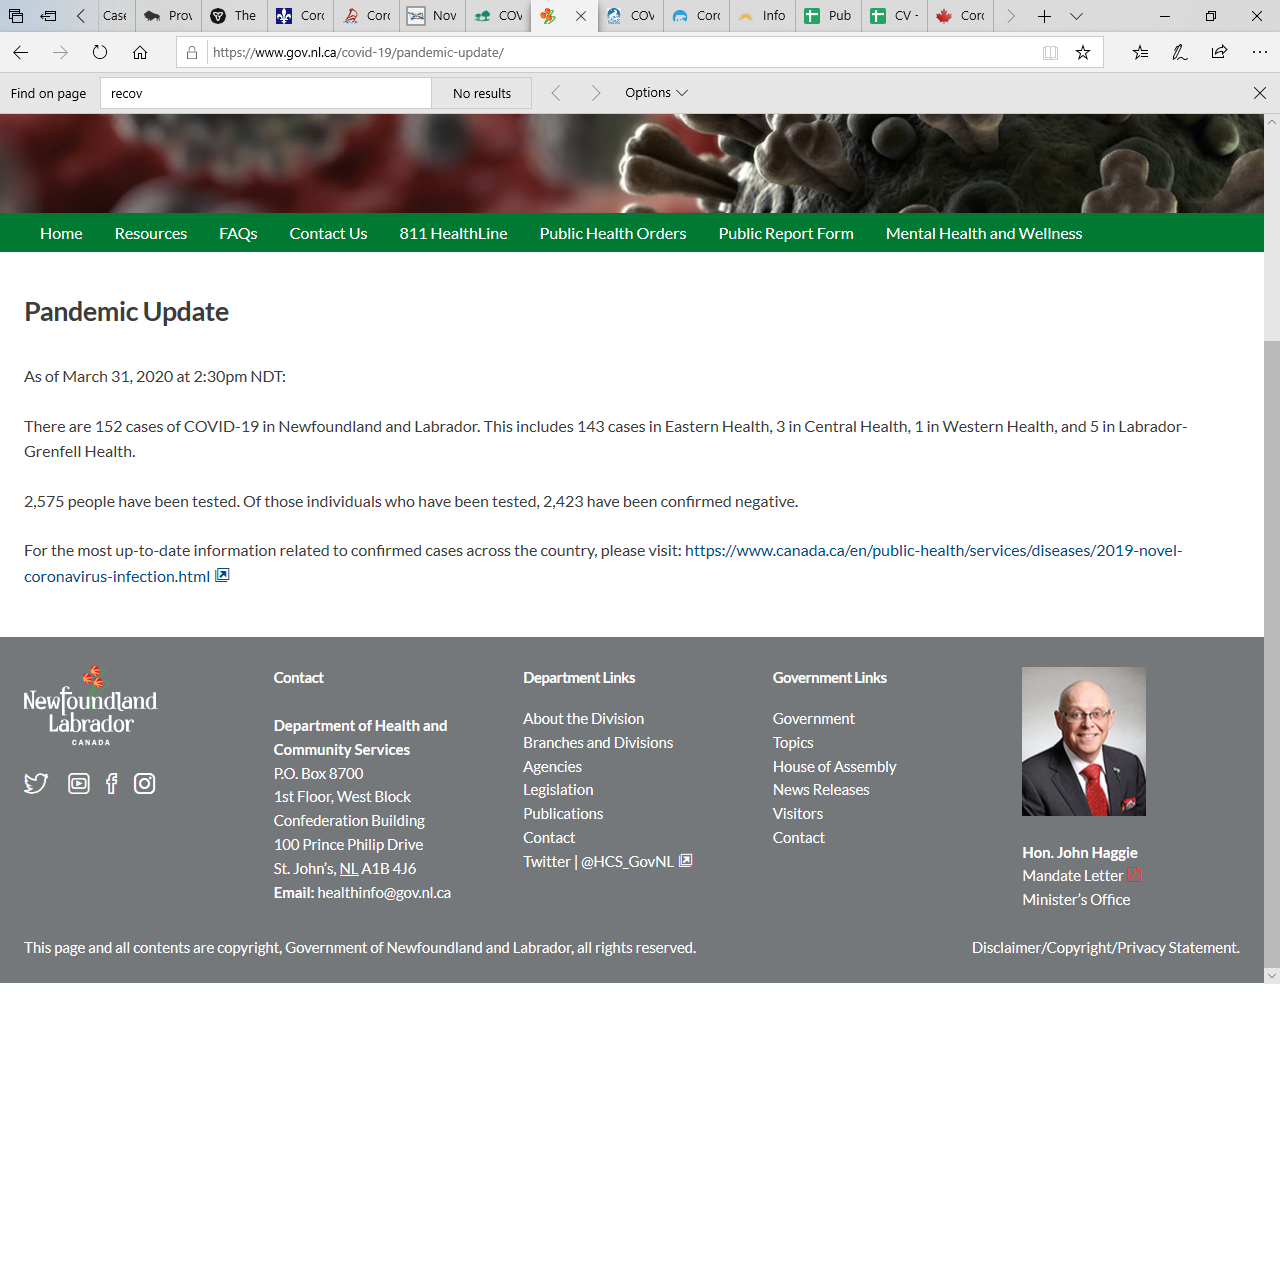 Case
Prov
The
Coro
Coro
Nov
COV
COV
Coro
Info
Pub
CV -
Coro
https://www.gov.nl.ca/covid-19/pandemic-update/
Find on page
recov
No results
Options
Home
Resources
FAQs
Contact Us
811 HealthLine
Public Health Orders
Public Report Form
Mental Health and Wellness
Pandemic Update
As of March 31, 2020 at 2:30pm NDT:
There are 152 cases of COVID-19 in Newfoundland and Labrador. This includes 143 cases in Eastern Health, 3 in Central Health, 1 in Western Health, and 5 in Labrador-
Grenfell Health.
2,575 people have been tested. Of those individuals who have been tested, 2,423 have been confirmed negative.
For the most up-to-date information related to confirmed cases across the country, please visit: https://www.canada.ca/en/public-health/services/diseases/2019-novel-
coronavirus-infection.html
Newfoundland
Labrador
CANADA
Contact
Department of Health and
Community Services
P.O. Box 8700
1st Floor, West Block
Confederation Building
100 Prince Philip Drive
St. John's, NL A1B 4J6
Email: healthinfo@gov.nl.ca
Department Links
About the Division
Branches and Divisions
Agencies
Legislation
Publications
Contact
Twitter | @HCS_GovNL
Government Links
Government
Topics
House of Assembly
News Releases
Visitors
Contact
Hon. John Haggie
Mandate Letter
Minister's Office
This page and all contents are copyright, Government of Newfoundland and Labrador, all rights reserved.
Disclaimer/Copyright/Privacy Statement.